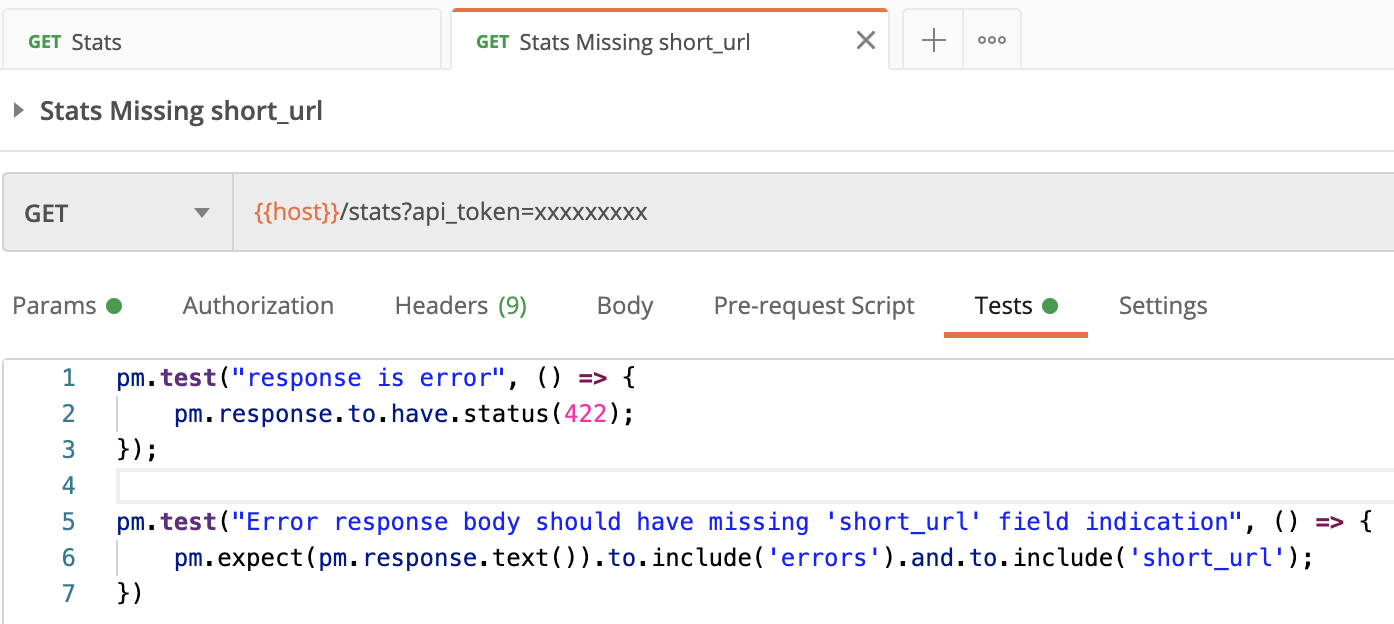 GET Stats
GET Stats Missing short_url
Stats Missing short_url
GET {{host}}/stats?api_token=xxxxxxxxx
Params Authorization Headers (9) Body Pre-request Script Tests Settings
1 pm.test("response is error", () => {
2     pm.response.to.have.status(422);
3 });
4
5 pm.test("Error response body should have missing 'short_url' field indication", () => {
6     pm.expect(pm.response.text()).to.include('errors').and.to.include('short_url');
7 })